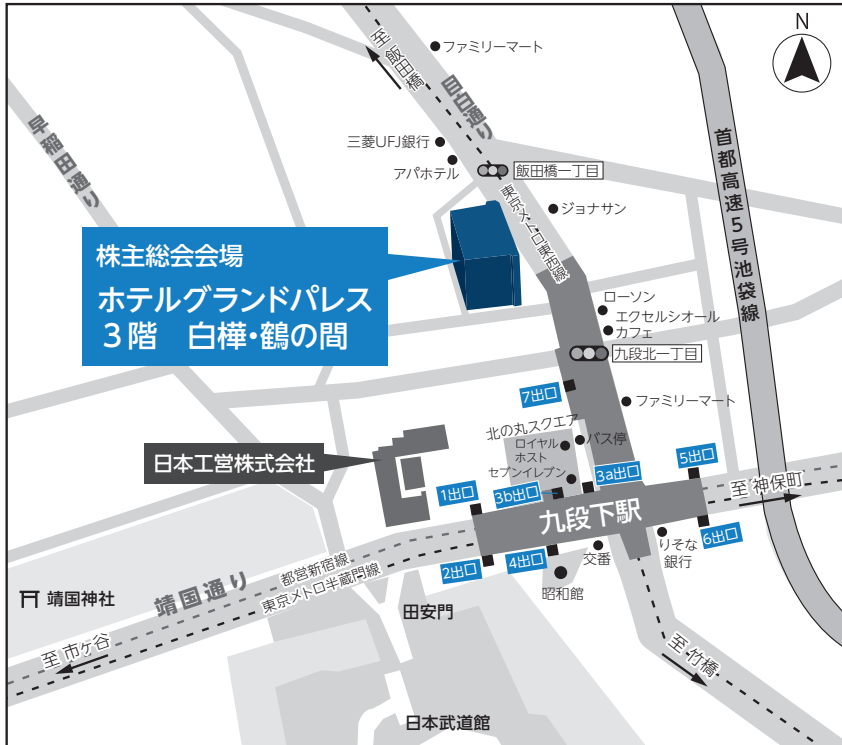 N
至 飯田橋
ファミリーマート
目白通り
早稲田通り
三菱UFJ銀行
アパホテル
飯田橋一丁目
首都高速5号池袋線
東京メトロ東西線
ジョナサン
株主総会会場
ホテルグランドパレス
3階 白樺・鶴の間
ローソン
エクセルシオール
カフェ
九段北一丁目
7出口
ファミリーマート
北の丸スクエア
バス停
ロイヤル
ホスト
セブンイレブン
日本工営株式会社
1出口
3b出口
3a出口
5出口
至 神保町
九段下駅
2出口
4出口
交番
りそな
銀行
6出口
昭和館
都営新宿線
東京メトロ半蔵門線
靖国通り
靖国神社
田安門
至 市ヶ谷
至 竹橋
日本武道館